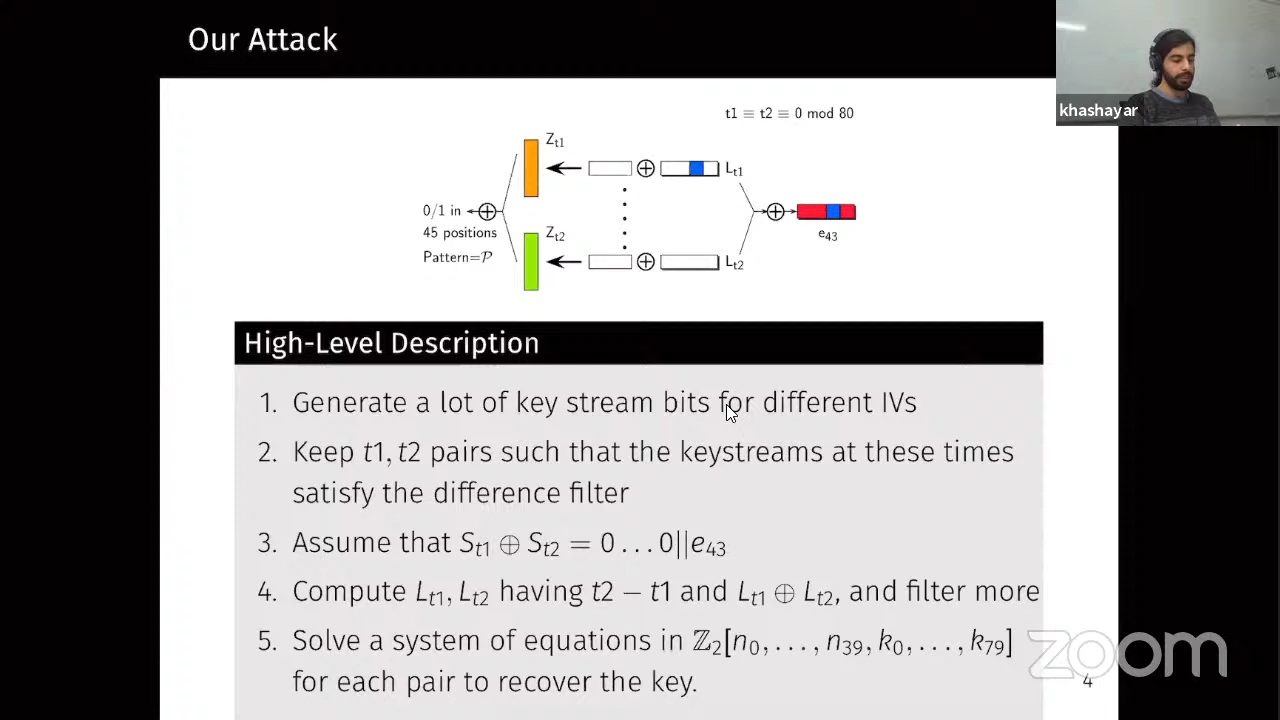 Our Attack
khashayar
t1 ≡ t2 ≡ 0 mod 80
Z_t1
L_t1
0/1 in
45 positions
Pattern=𝒫
e_43
Z_t2
L_t2
High-Level Description
1. Generate a lot of key stream bits for different IVs
2. Keep t1, t2 pairs such that the keystreams at these times
satisfy the difference filter
3. Assume that S_t1 ⊕ S_t2 = 0...0||e_43
4. Compute L_t1, L_t2 having t2 − t1 and L_t1 ⊕ L_t2, and filter more
5. Solve a system of equations in ℤ_2[n_0, ..., n_39, k_0, ..., k_79]
for each pair to recover the key.
zoom
4